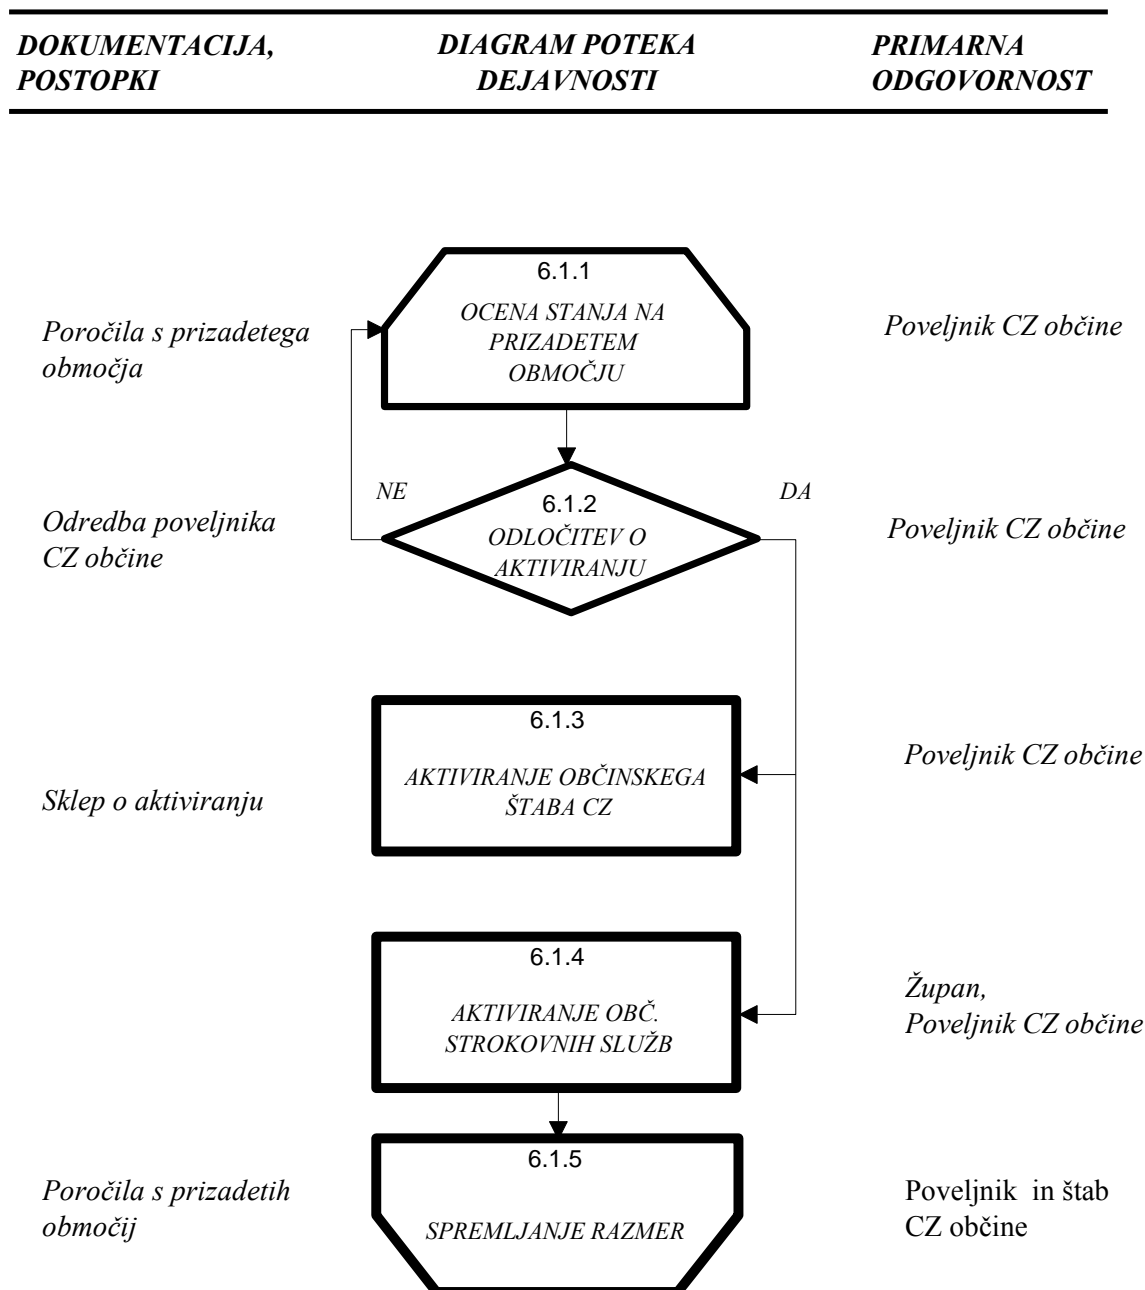 DOKUMENTACIJA,
POSTOPKI
DIAGRAM POTEKA
DEJAVNOSTI
PRIMARNA
ODGOVORNOST
Poročila s prizadetega
območja
6.1.1
OCENA STANJA NA
PRIZADETEM
OBMOČJU
Poveljnik CZ občine
Odredba poveljnika
CZ občine
NE
6.1.2
ODLOČITEV O
AKTIVIRANJU
DA
Poveljnik CZ občine
Sklep o aktiviranju
6.1.3
AKTIVIRANJE OBČINSKEGA
ŠTABA CZ
Poveljnik CZ občine
6.1.4
AKTIVIRANJE OBČ.
STROKOVNIH SLUŽB
Župan,
Poveljnik CZ občine
Poročila s prizadetih
območij
6.1.5
SPREMLJANJE RAZMER
Poveljnik in štab
CZ občine